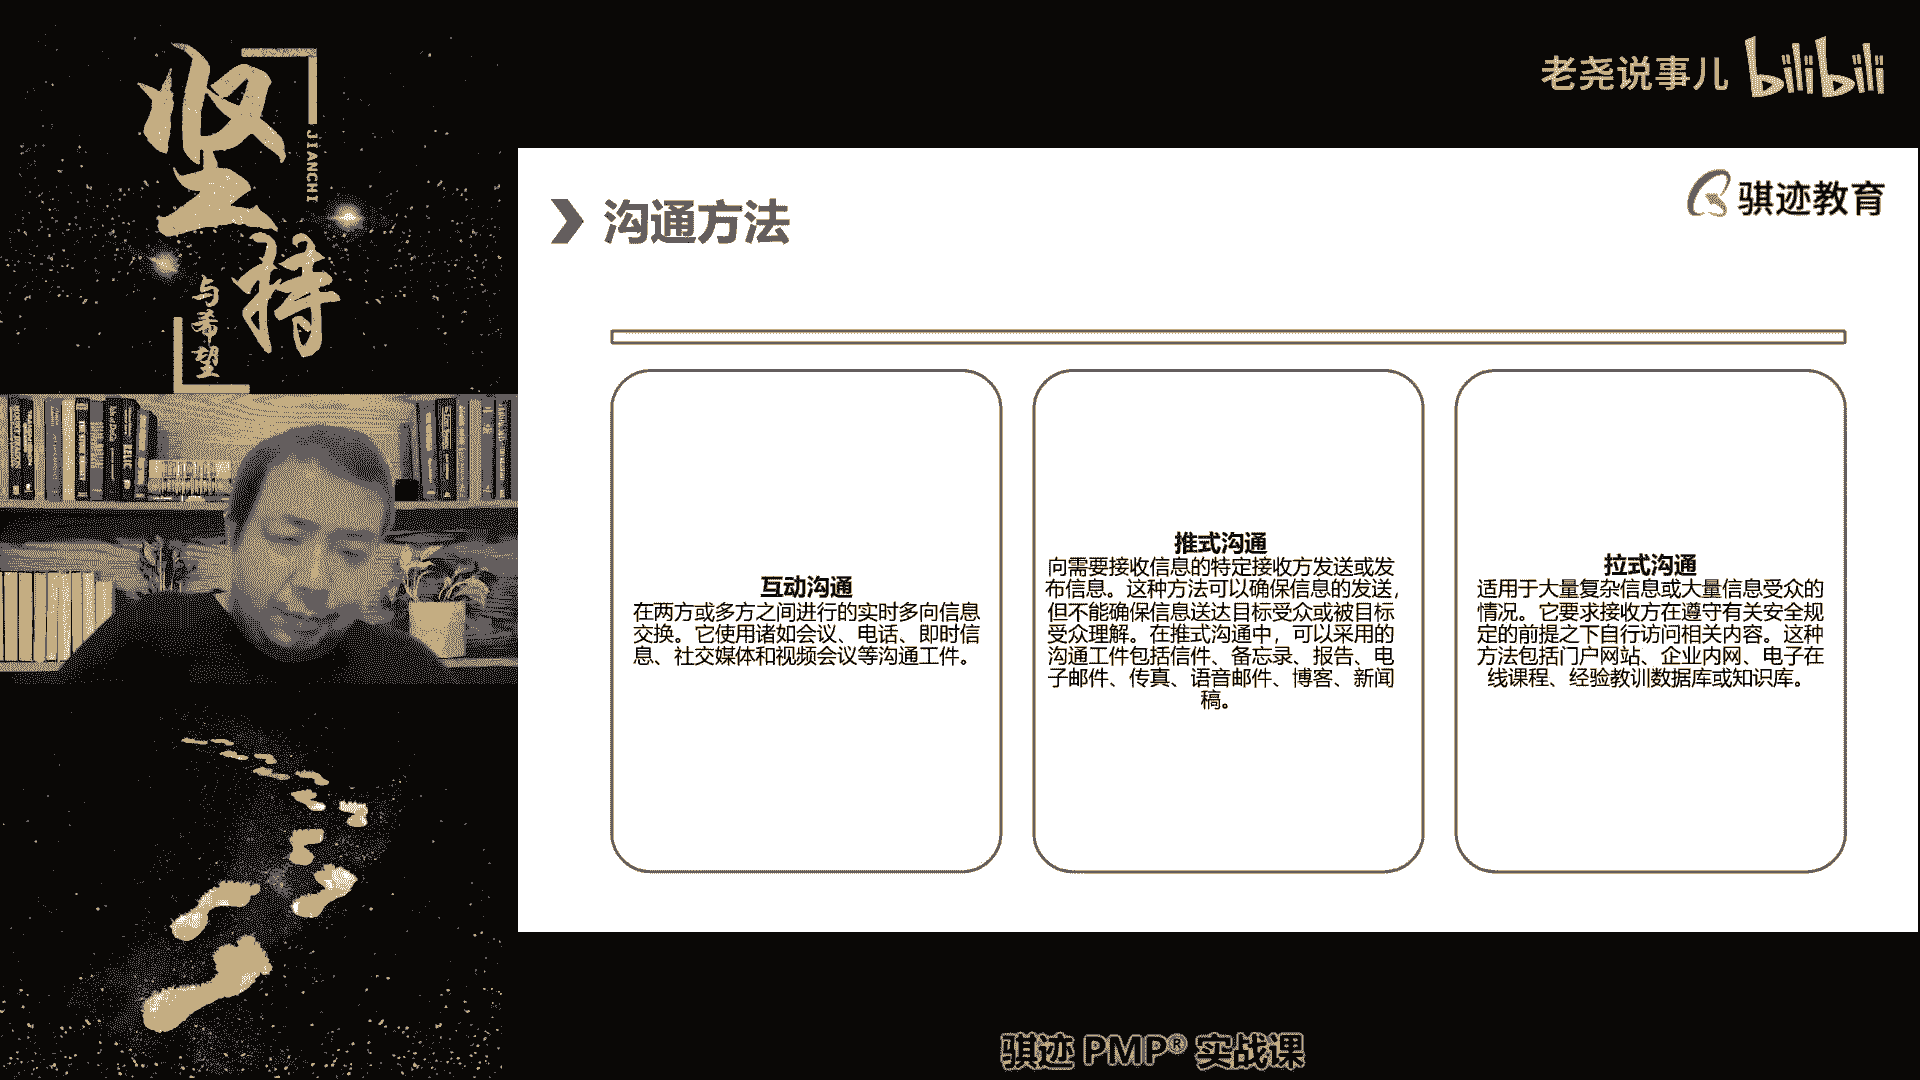 坚持
JIANCHI
与希望
老尧说事儿 bilibili
骐迹教育
沟通方法
互动沟通
在两方或多方之间进行的实时多向信息
交换。它使用诸如会议、电话、即时信
息、社交媒体和视频会议等沟通工件。
推式沟通
向需要接收信息的特定接收方发送或发
布信息。这种方法可以确保信息的发送，
但不能确保信息送达目标受众或被目标
受众理解。在推式沟通中，可以采用的
沟通工件包括信件、备忘录、报告、电
子邮件、传真、语音邮件、博客、新闻
稿。
拉式沟通
适用于大量复杂信息或大量信息受众的
情况。它要求接收方在遵守有关安全规
定的前提之下自行访问相关内容。这种
方法包括门户网站、企业内网、电子在
线课程、经验教训数据库或知识库。
骐迹 PMP® 实战课